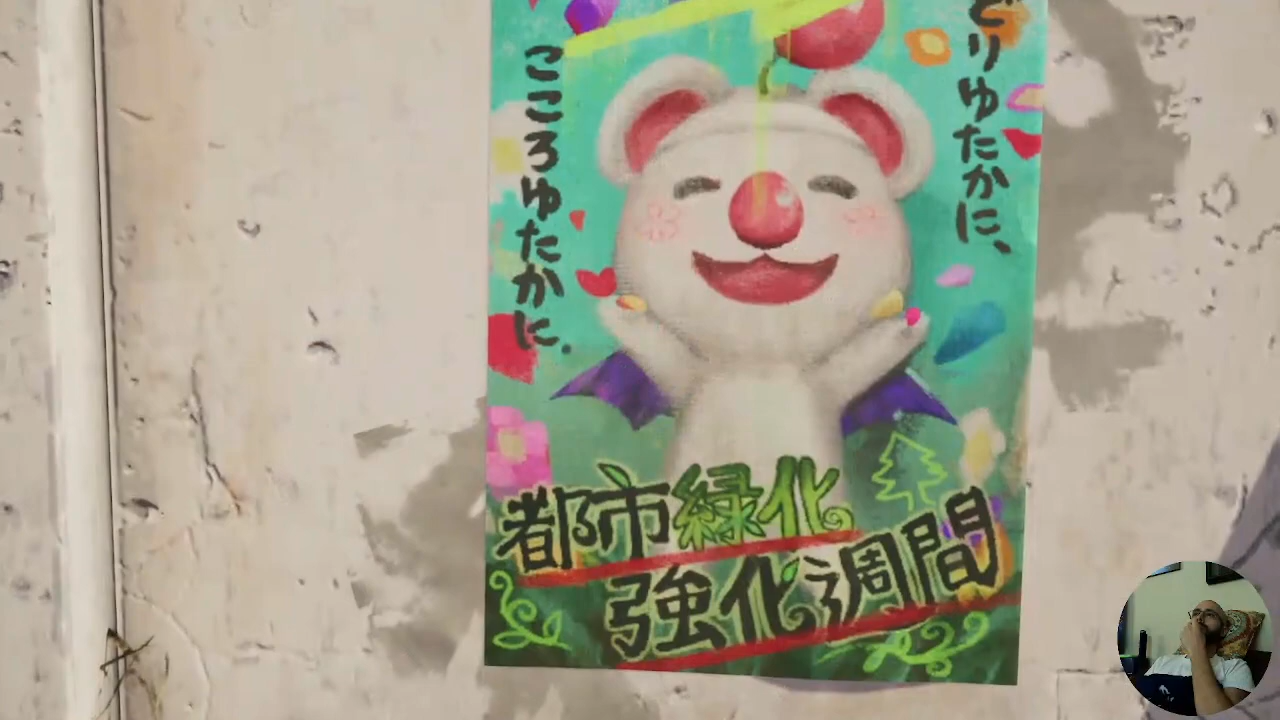 どりゆたかに、
こころゆたかに.
都市緑化
強化週間